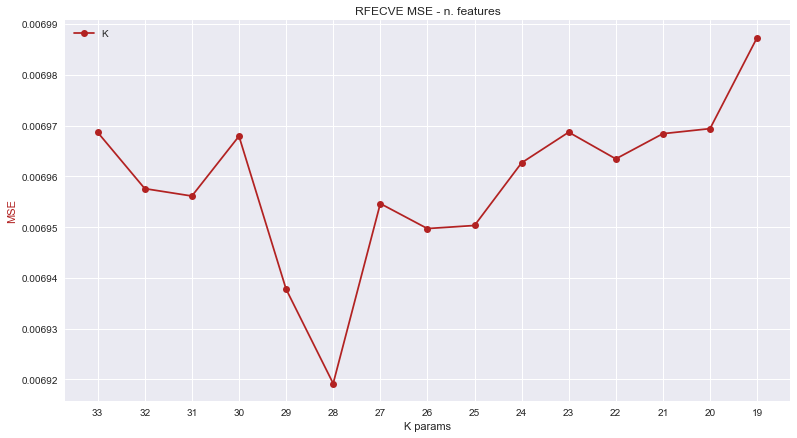 RFECVE MSE - n. features
K
0.00699
0.00698
0.00697
0.00696
0.00695
0.00694
0.00693
0.00692
MSE
33 32 31 30 29 28 27 26 25 24 23 22 21 20 19
K params